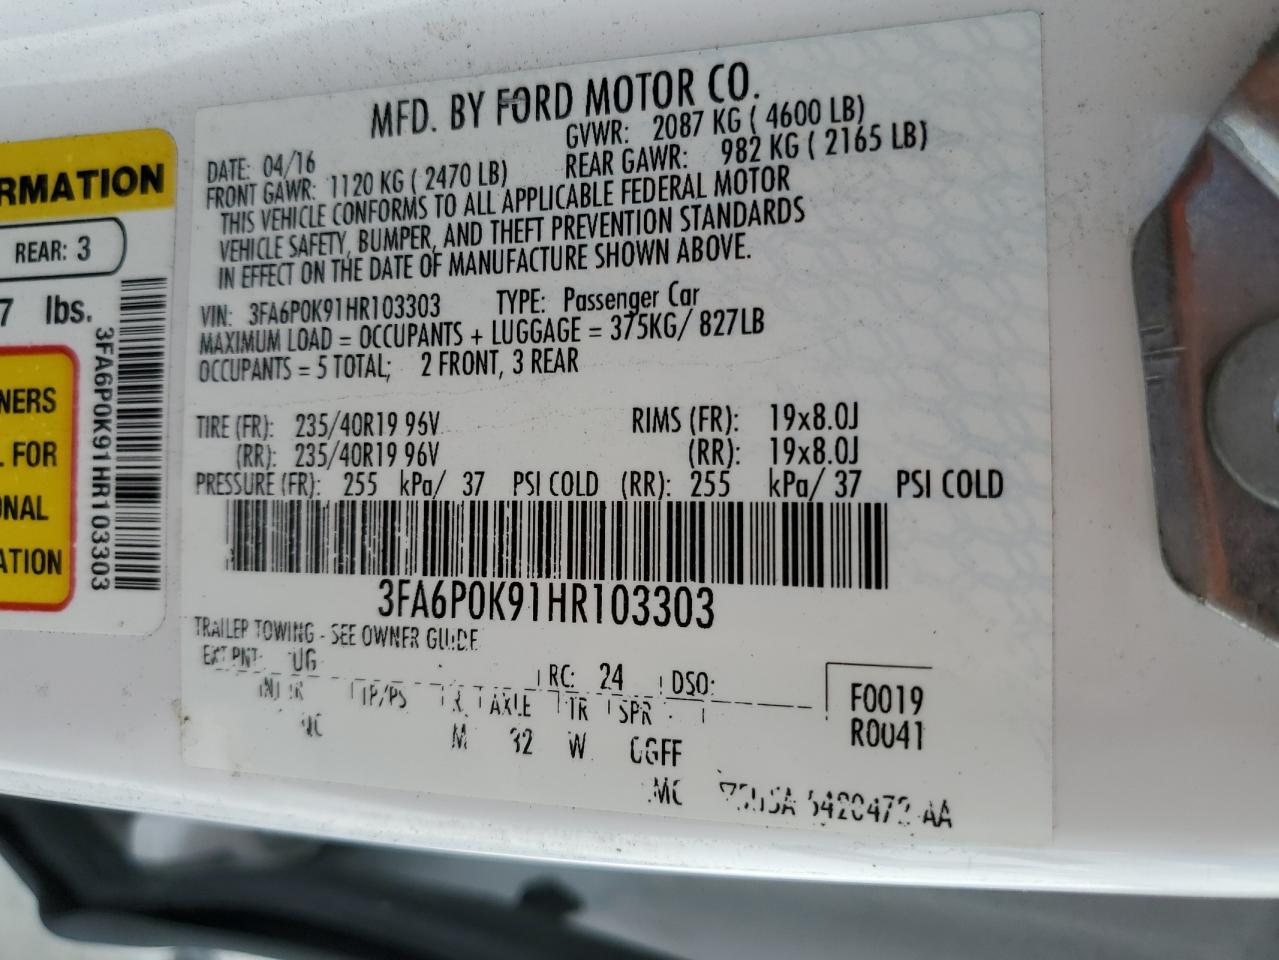 RMATION
REAR: 3
7 lbs.
3FA6P0K91HR103303
NERS
FOR
ONAL
ATION
MFD. BY FORD MOTOR CO.
DATE: 04/16 GVWR: 2087 KG ( 4600 LB)
FRONT GAWR: 1120 KG ( 2470 LB) REAR GAWR: 982 KG ( 2165 LB)
THIS VEHICLE CONFORMS TO ALL APPLICABLE FEDERAL MOTOR
VEHICLE SAFETY, BUMPER, AND THEFT PREVENTION STANDARDS
IN EFFECT ON THE DATE OF MANUFACTURE SHOWN ABOVE.
VIN: 3FA6P0K91HR103303 TYPE: Passenger Car
MAXIMUM LOAD = OCCUPANTS + LUGGAGE = 375KG/ 827LB
OCCUPANTS = 5 TOTAL; 2 FRONT, 3 REAR
TIRE (FR): 235/40R19 96V RIMS (FR): 19x8.0J
(RR): 235/40R19 96V (RR): 19x8.0J
PRESSURE (FR): 255 kPa/ 37 PSI COLD (RR): 255 kPa/ 37 PSI COLD
3FA6P0K91HR103303
TRAILER TOWING - SEE OWNER GUIDE
EXT PNT: UG RC: 24 DSO:
TP/PS R AXLE TR SPR F0019
M 32 W GGFF R0041